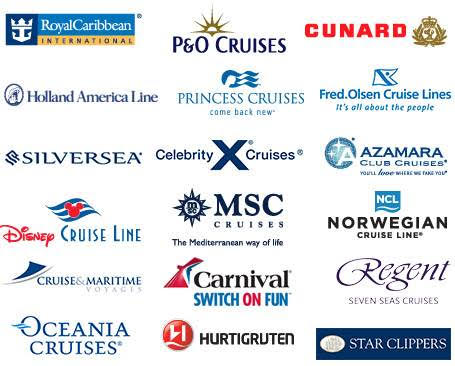 RoyalCaribbean®
INTERNATIONAL
P&O CRUISES
CUNARD
Holland America Line
PRINCESS CRUISES
come back new®
Fred.Olsen Cruise Lines
It's all about the people
SILVERSEA®
Celebrity X® Cruises®
AZAMARA
CLUB CRUISES®
YOU'LL love WHERE WE TAKE YOU®
Disney CRUISE LINE
MSC
CRUISES
The Mediterranean way of life
NCL
NORWEGIAN
CRUISE LINE®
CRUISE&MARITIME
VOYAGES
Carnival
SWITCH ON FUN™
Regent
SEVEN SEAS CRUISES
OCEANIA
CRUISES®
HURTIGRUTEN
STAR CLIPPERS